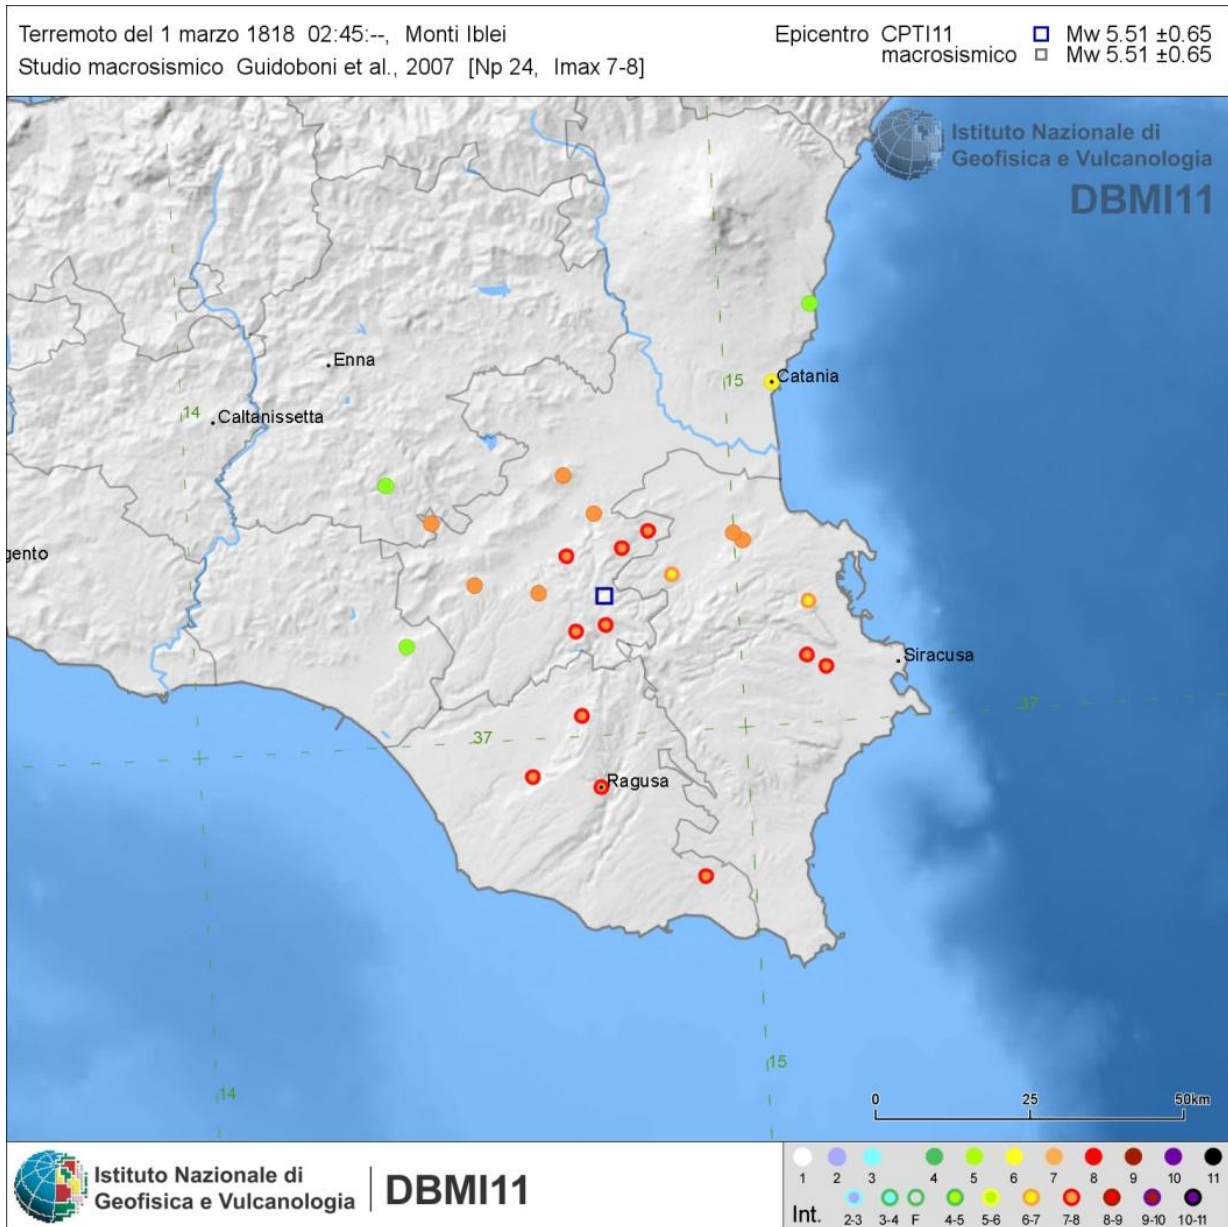 Terremoto del 1 marzo 1818 02:45:--, Monti Iblei
Studio macrosismico Guidoboni et al., 2007 [Np 24, Imax 7-8]
Epicentro CPTI11 Mw 5.51 ±0.65
macrosismico Mw 5.51 ±0.65
Istituto Nazionale di
Geofisica e Vulcanologia
DBMI11
Enna
15
Catania
14
Caltanissetta
gento
Siracusa
37
37
Ragusa
15
14
0 25 50km
Istituto Nazionale di
Geofisica e Vulcanologia
DBMI11
1 2 3 4 5 6 7 8 9 10 11
Int. 2-3 3-4 F 4-5 5-6 6-7 7-8 8-9 9-10 10-11